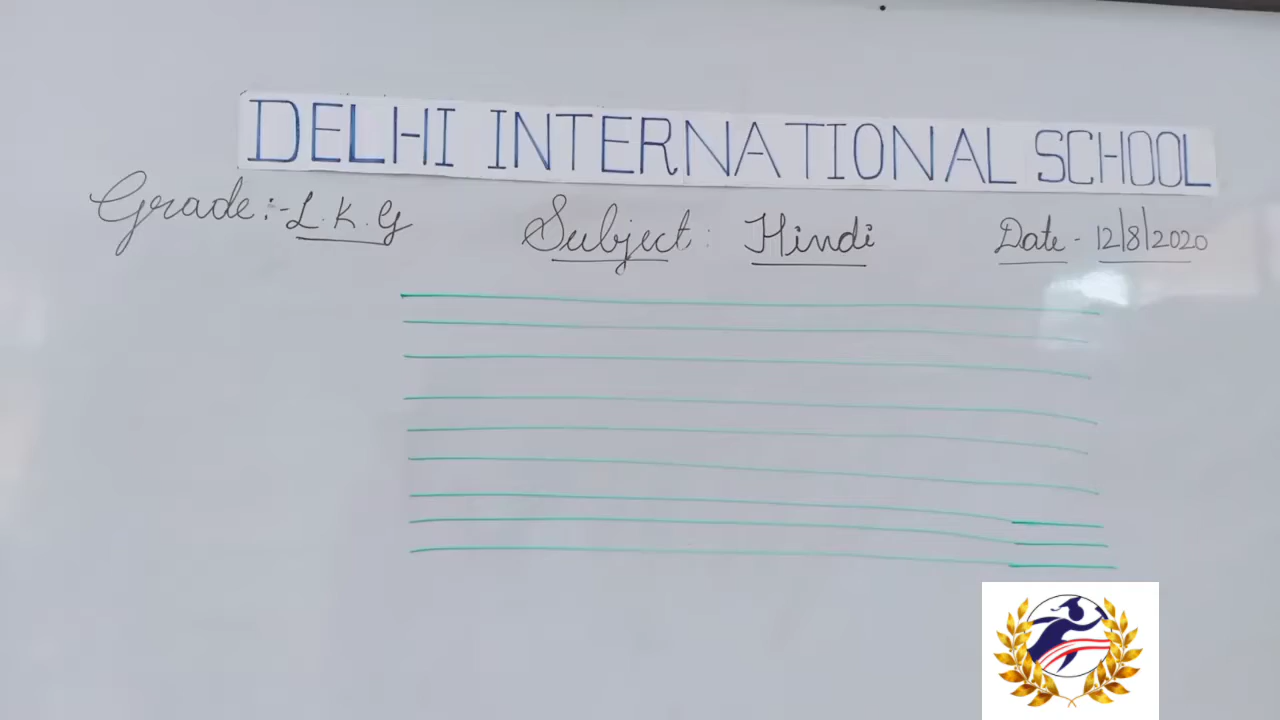 DELHI INTERNATIONAL SCHOOL
Grade:- L.K.G Subject: Hindi Date - 12/8/2020